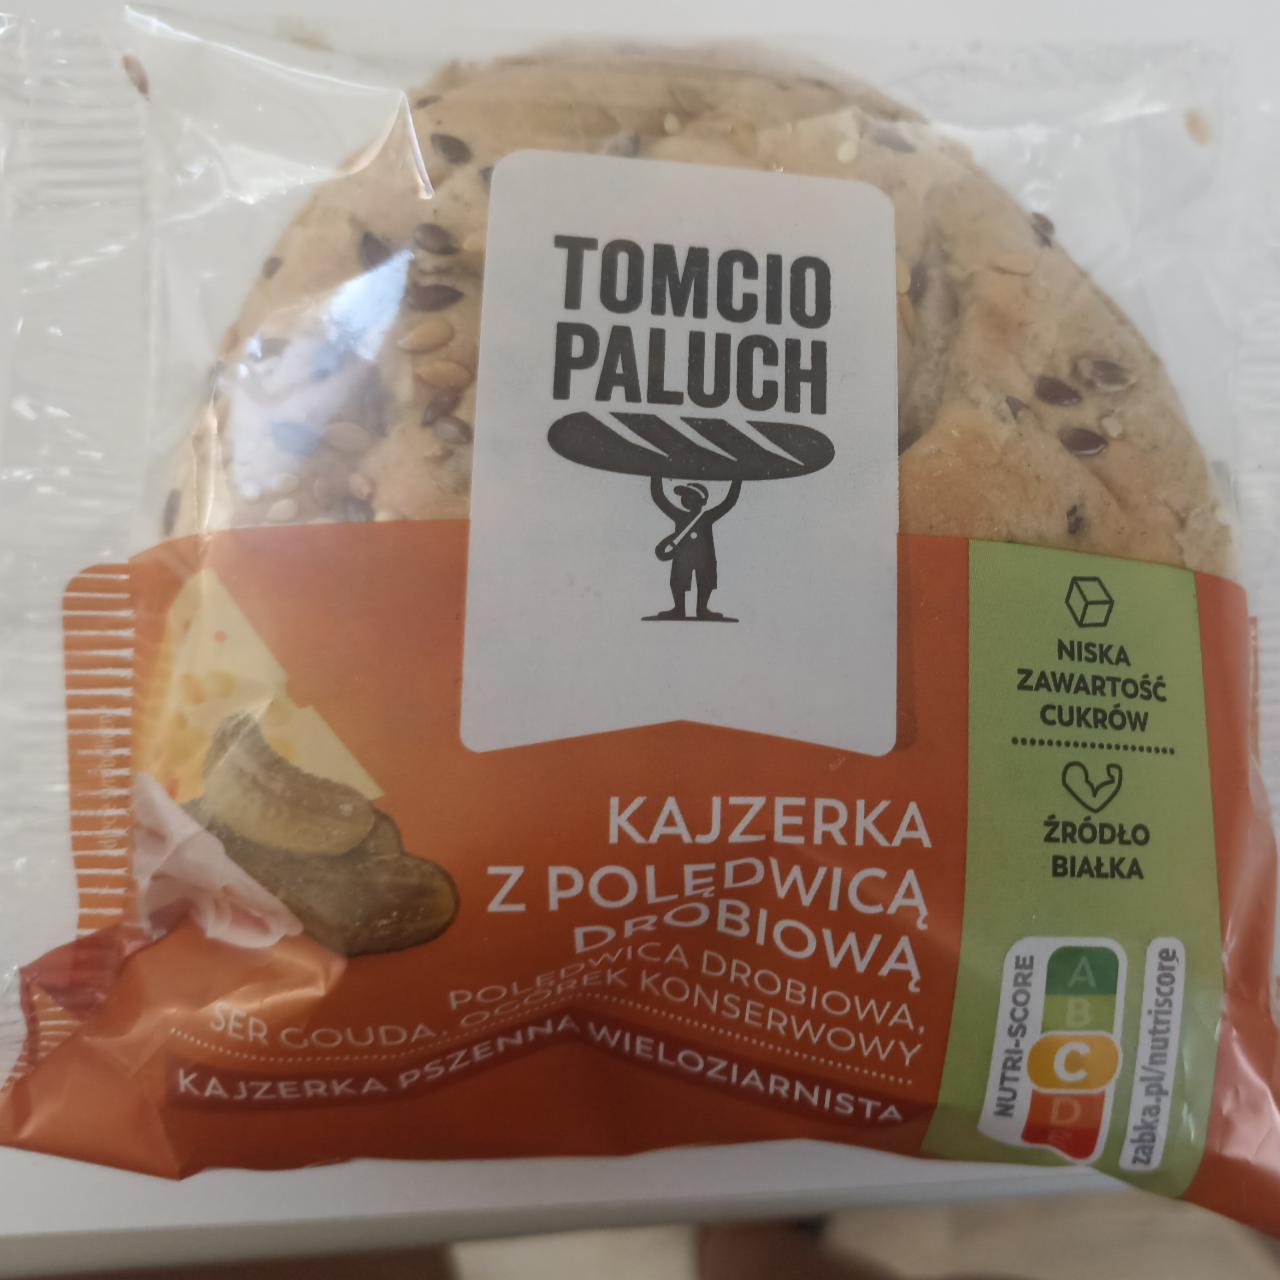 TOMCIO
PALUCH
NISKA
ZAWARTOŚĆ
CUKRÓW
ŹRÓDŁO
BIAŁKA
KAJZERKA
Z POLĘDWICĄ
DROBIOWĄ
POLĘDWICA DROBIOWA,
SER GOUDA, OGÓREK KONSERWOWY
KAJZERKA PSZENNA WIELOZIARNISTA
NUTRI-SCORE
A
B
C
D
E
zabka.pl/nutriscore